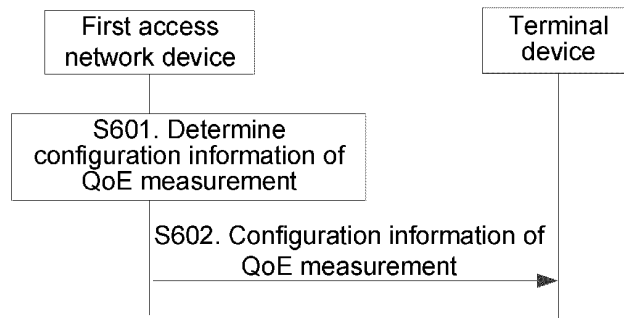 First access
network device
Terminal
device
S601. Determine
configuration information of
QoE measurement
S602. Configuration information of
QoE measurement